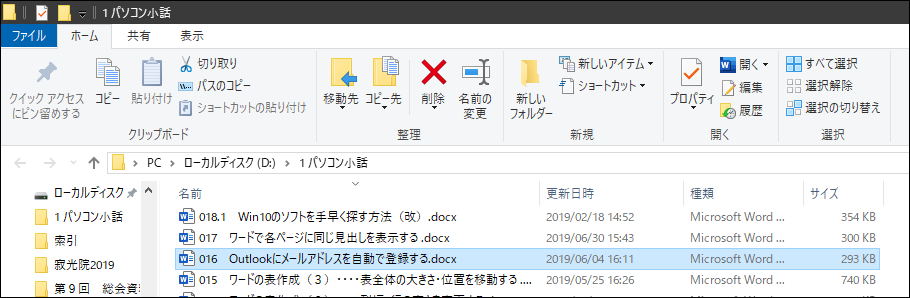 1 パソコン小話
ファイル ホーム 共有 表示
クイック アクセスにピン留めする コピー 貼り付け 切り取り パスのコピー ショートカットの貼り付け 移動先 コピー先 削除 名前の変更 新しいフォルダー 新しいアイテム ショートカット プロパティ 開く 編集 履歴 すべて選択 選択解除 選択の切り替え
クリップボード 整理 新規 開く 選択
PC ローカルディスク (D:) 1 パソコン小話
ローカルディスク 名前 更新日時 種類 サイズ
1 パソコン小話 018.1 Win10のソフトを手早く探す方法（改）.docx 2019/02/18 14:52 Microsoft Word ... 354 KB
索引 017 ワードで各ページに同じ見出しを表示する.docx 2019/06/30 15:43 Microsoft Word ... 300 KB
寂光院2019 016 Outlookにメールアドレスを自動で登録する.docx 2019/06/04 16:11 Microsoft Word ... 293 KB
第９回 総会資 015 ワードの表作成（３）････表全体の大きさ・位置を移動する.... 2019/05/25 16:26 Microsoft Word ... 740 KB